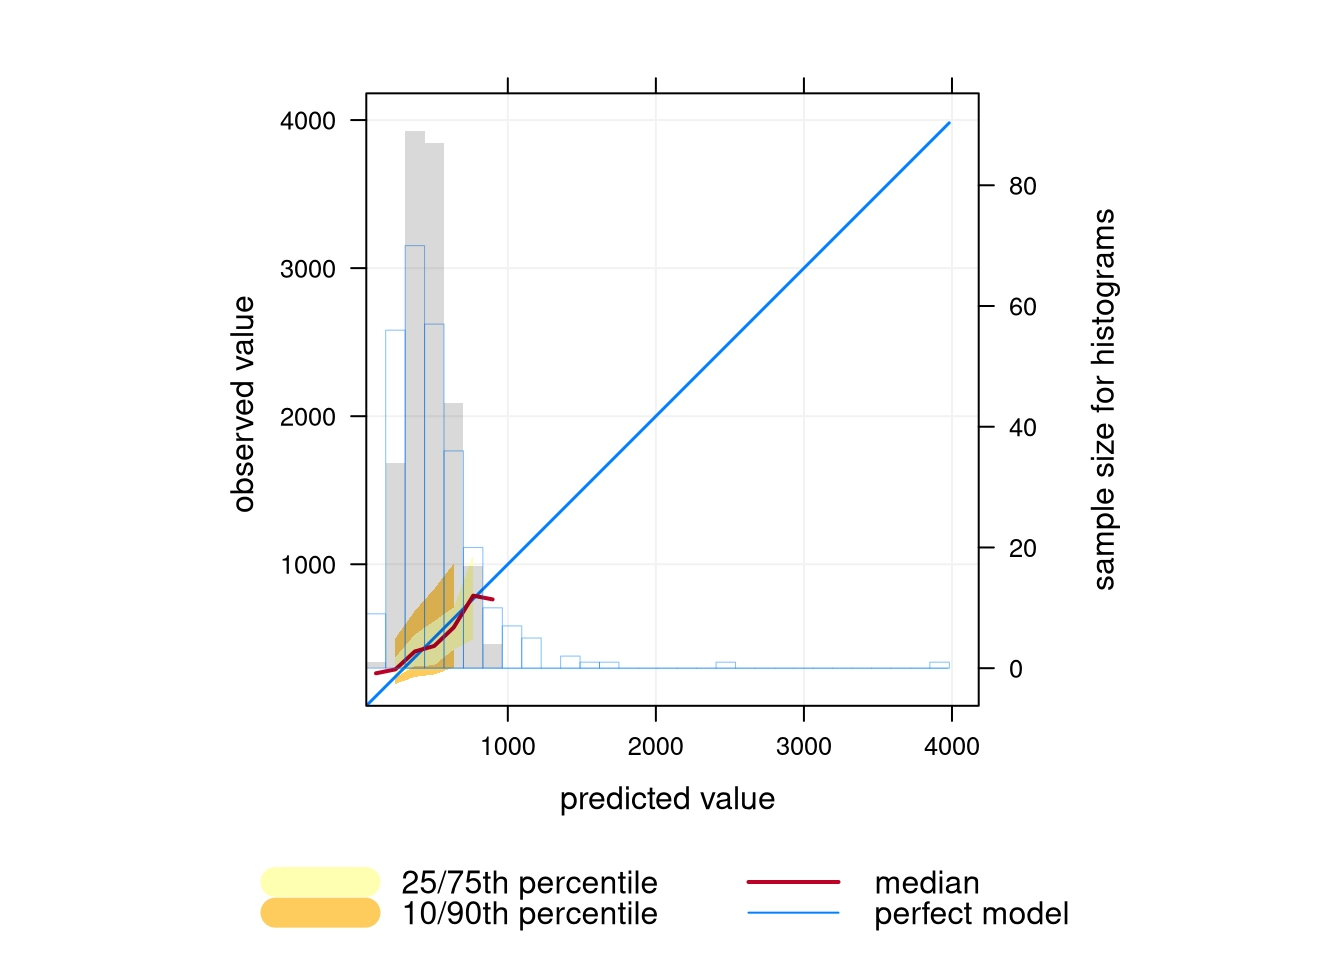 4000
3000
2000
1000
observed value
80
60
40
20
0
sample size for histograms
1000 2000 3000 4000
predicted value
25/75th percentile median
10/90th percentile perfect model